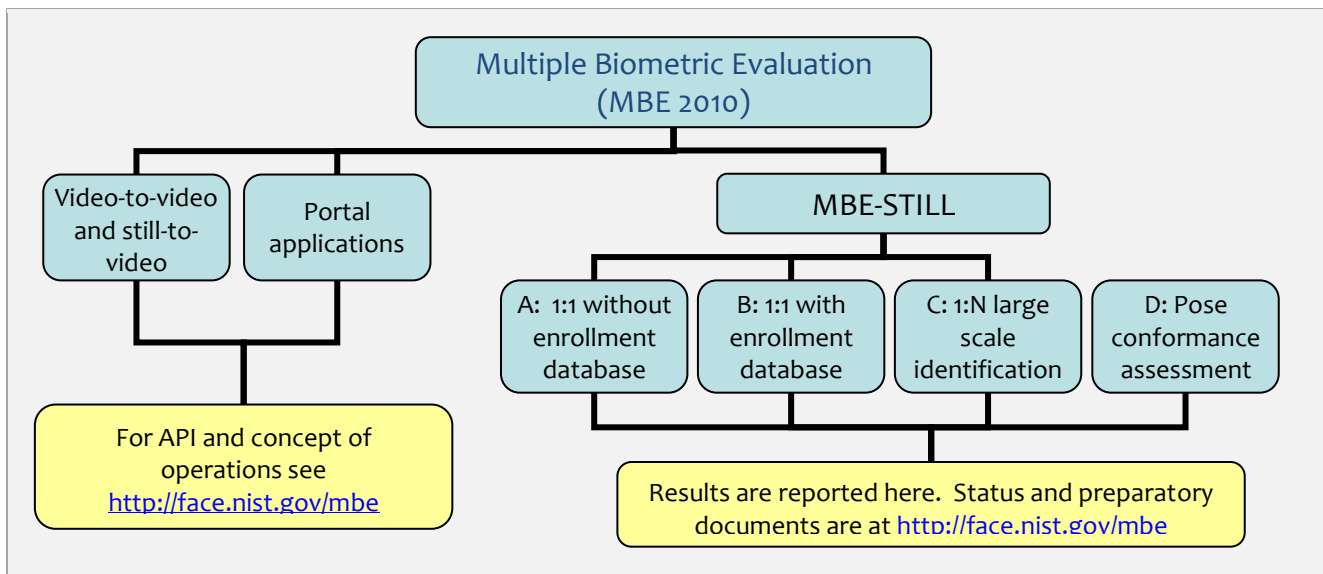 Multiple Biometric Evaluation
(MBE 2010)
Video-to-video
and still-to-
video
Portal
applications
MBE-STILL
A: 1:1 without
enrollment
database
B: 1:1 with
enrollment
database
C: 1:N large
scale
identification
D: Pose
conformance
assessment
For API and concept of
operations see
http://face.nist.gov/mbe
Results are reported here. Status and preparatory
documents are at http://face.nist.gov/mbe